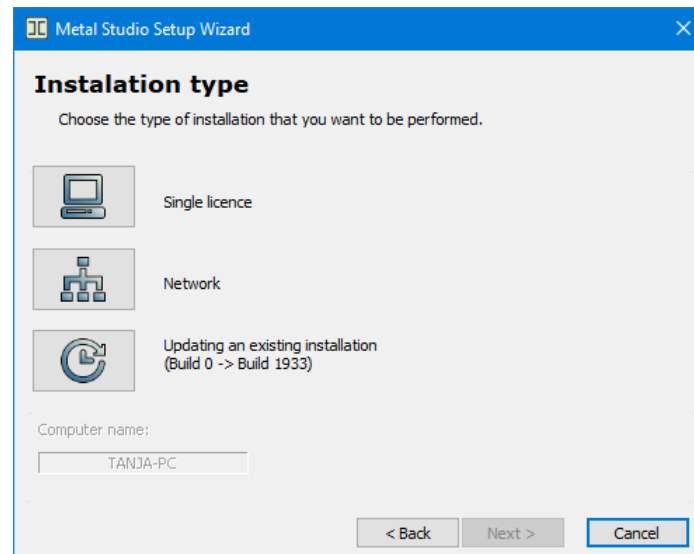 Metal Studio Setup Wizard
Instalation type
Choose the type of installation that you want to be performed.
Single licence
Network
Updating an existing installation
(Build 0 -> Build 1933)
Computer name:
TANJA-PC
< Back
Next >
Cancel